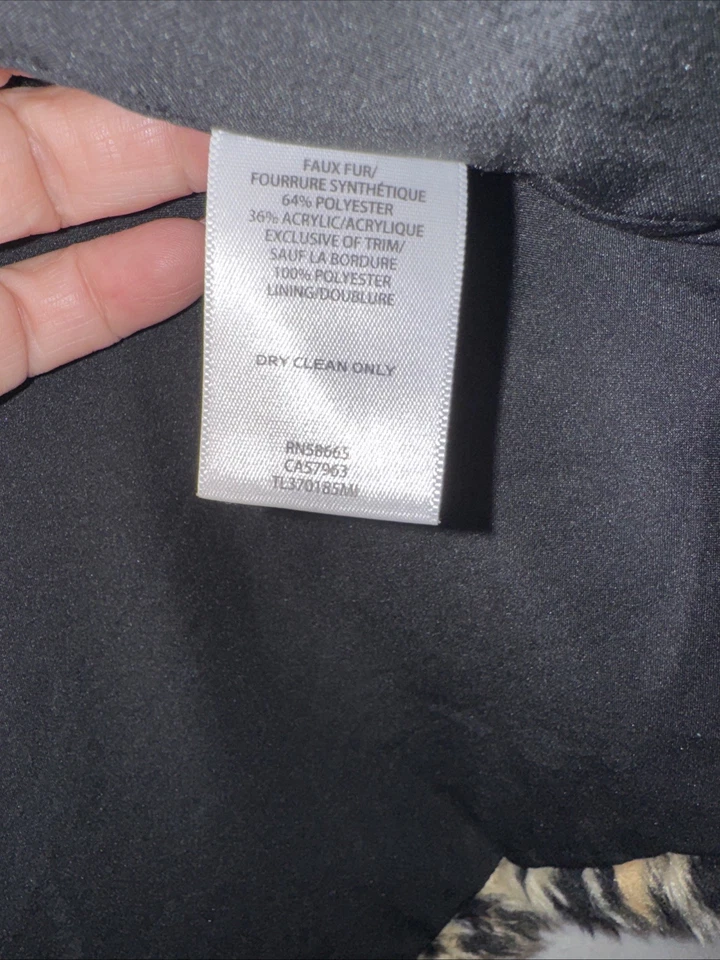 FAUX FUR/
FOURRURE SYNTHÉTIQUE
64% POLYESTER
36% ACRYLIC/ACRYLIQUE
EXCLUSIVE OF TRIM/
SAUF LA BORDURE
100% POLYESTER
LINING/DOUBLURE
DRY CLEAN ONLY
RN58665
CA57963